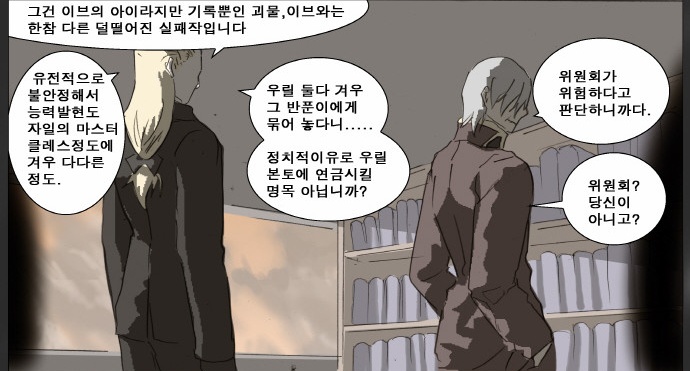 그건 이브의 아이라지만 기록뿐인 괴물,이브와는
한참 다른 덜떨어진 실패작입니다
유전적으로
불안정해서
능력발현도
자일의 마스터
클레스정도에
겨우 다다른
정도.
우릴 둘다 겨우
그 반푼이에게
묶어 놓다니.....
정치적이유로 우릴
본토에 연금시킬
명목 아닙니까?
위원회가
위험하다고
판단하니까다.
위원회?
당신이
아니고?